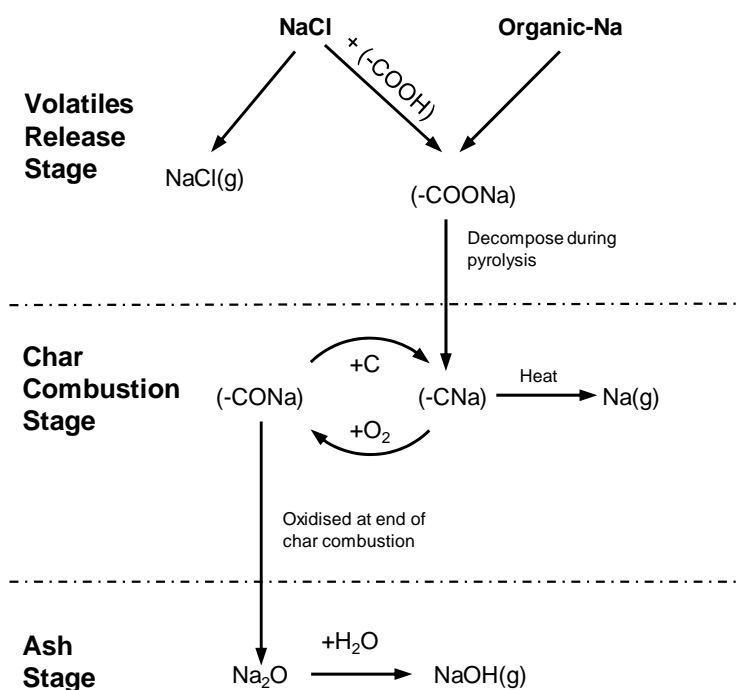 NaCl
Organic-Na
+ (-COOH)
Volatiles
Release
Stage
NaCl(g)
(-COONa)
Decompose during
pyrolysis
Char
Combustion
Stage
+C
(-CONa)
(-CNa)
Heat
Na(g)
+O₂
Oxidised at end of
char combustion
Ash
Stage
+H₂O
Na₂O
NaOH(g)